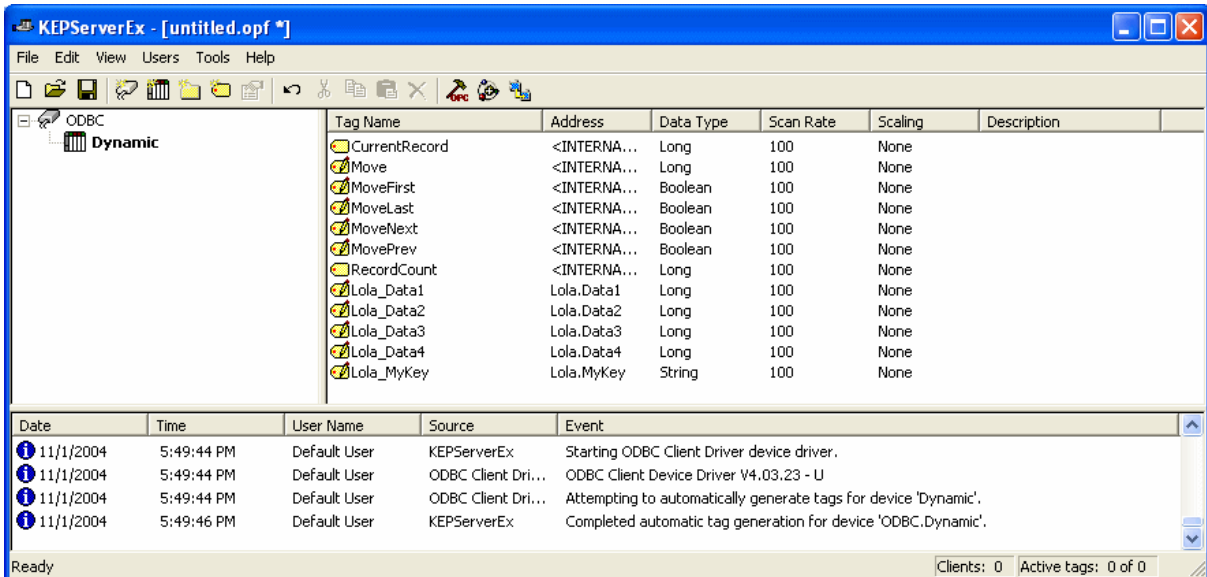 KEPServerEx - [untitled.opf *]
File Edit View Users Tools Help
ODBC
Dynamic
Tag Name Address Data Type Scan Rate Scaling Description
CurrentRecord <INTERNA... Long 100 None
Move <INTERNA... Long 100 None
MoveFirst <INTERNA... Boolean 100 None
MoveLast <INTERNA... Boolean 100 None
MoveNext <INTERNA... Boolean 100 None
MovePrev <INTERNA... Boolean 100 None
RecordCount <INTERNA... Long 100 None
Lola_Data1 Lola.Data1 Long 100 None
Lola_Data2 Lola.Data2 Long 100 None
Lola_Data3 Lola.Data3 Long 100 None
Lola_Data4 Lola.Data4 Long 100 None
Lola_MyKey Lola.MyKey String 100 None
Date Time User Name Source Event
11/1/2004 5:49:44 PM Default User KEPServerEx Starting ODBC Client Driver device driver.
11/1/2004 5:49:44 PM Default User ODBC Client Dri... ODBC Client Device Driver V4.03.23 - U
11/1/2004 5:49:44 PM Default User ODBC Client Dri... Attempting to automatically generate tags for device 'Dynamic'.
11/1/2004 5:49:46 PM Default User KEPServerEx Completed automatic tag generation for device 'ODBC.Dynamic'.
Ready Clients: 0 Active tags: 0 of 0